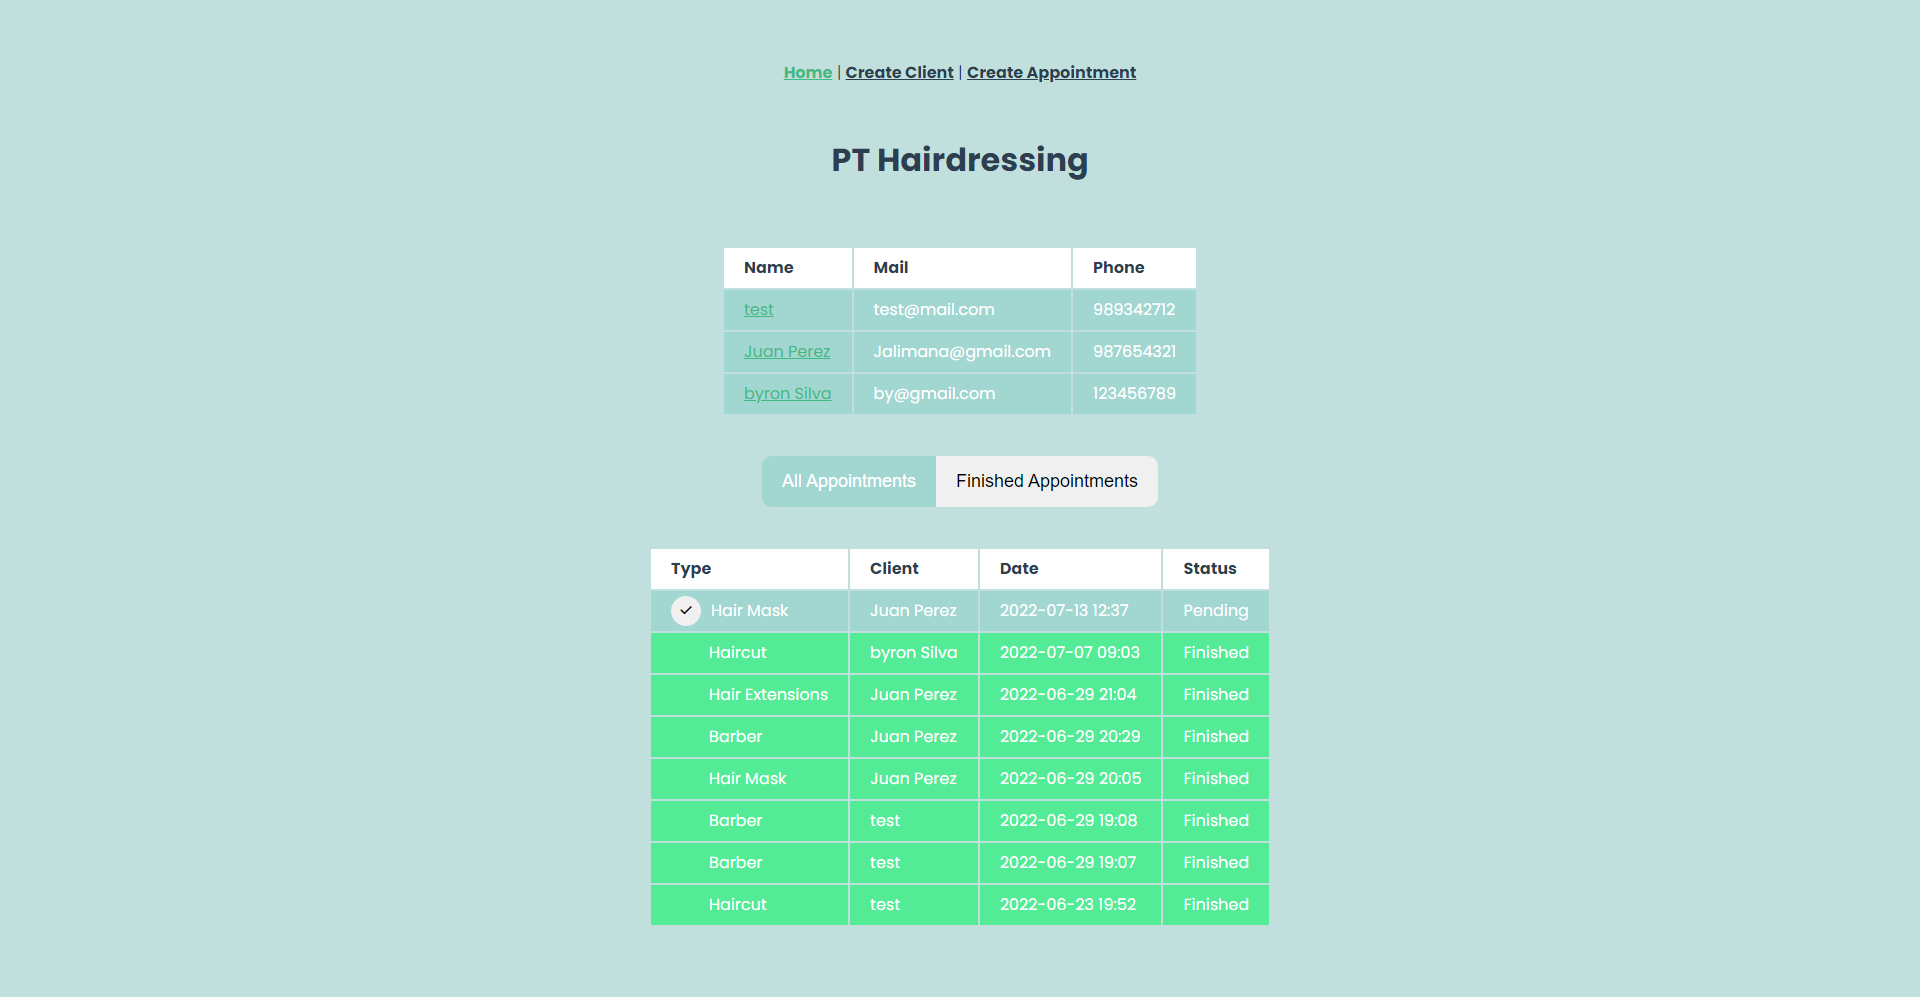 Home | Create Client | Create Appointment
PT Hairdressing
Name Mail Phone
test test@mail.com 989342712
Juan Perez Jalimana@gmail.com 987654321
byron Silva by@gmail.com 123456789
All Appointments Finished Appointments
Type Client Date Status
Hair Mask Juan Perez 2022-07-13 12:37 Pending
Haircut byron Silva 2022-07-07 09:03 Finished
Hair Extensions Juan Perez 2022-06-29 21:04 Finished
Barber Juan Perez 2022-06-29 20:29 Finished
Hair Mask Juan Perez 2022-06-29 20:05 Finished
Barber test 2022-06-29 19:08 Finished
Barber test 2022-06-29 19:07 Finished
Haircut test 2022-06-23 19:52 Finished